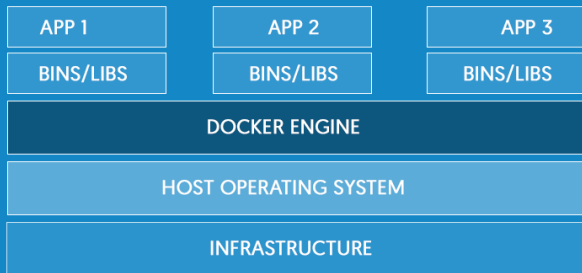 APP 1 APP 2 APP 3
BINS/LIBS BINS/LIBS BINS/LIBS
DOCKER ENGINE
HOST OPERATING SYSTEM
INFRASTRUCTURE